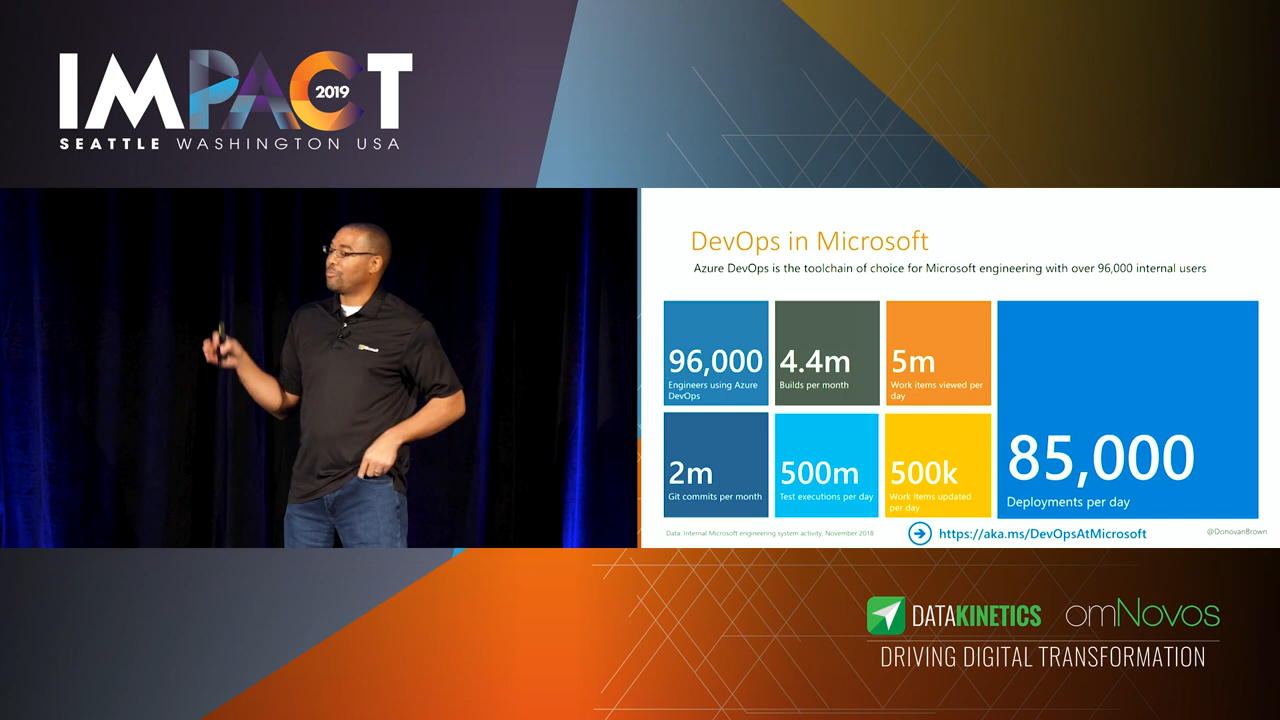 IMPACT
2019
SEATTLE WASHINGTON USA
DevOps in Microsoft
Azure DevOps is the toolchain of choice for Microsoft engineering with over 96,000 internal users
96,000
Engineers using Azure
DevOps
4.4m
Builds per month
5m
Work items viewed per
day
2m
Git commits per month
500m
Test executions per day
500k
Work items updated
per day
85,000
Deployments per day
Data: Internal Microsoft engineering system activity, November 2018
https://aka.ms/DevOpsAtMicrosoft
@DonovanBrown
DATAKINETICS
omNovos
DRIVING DIGITAL TRANSFORMATION